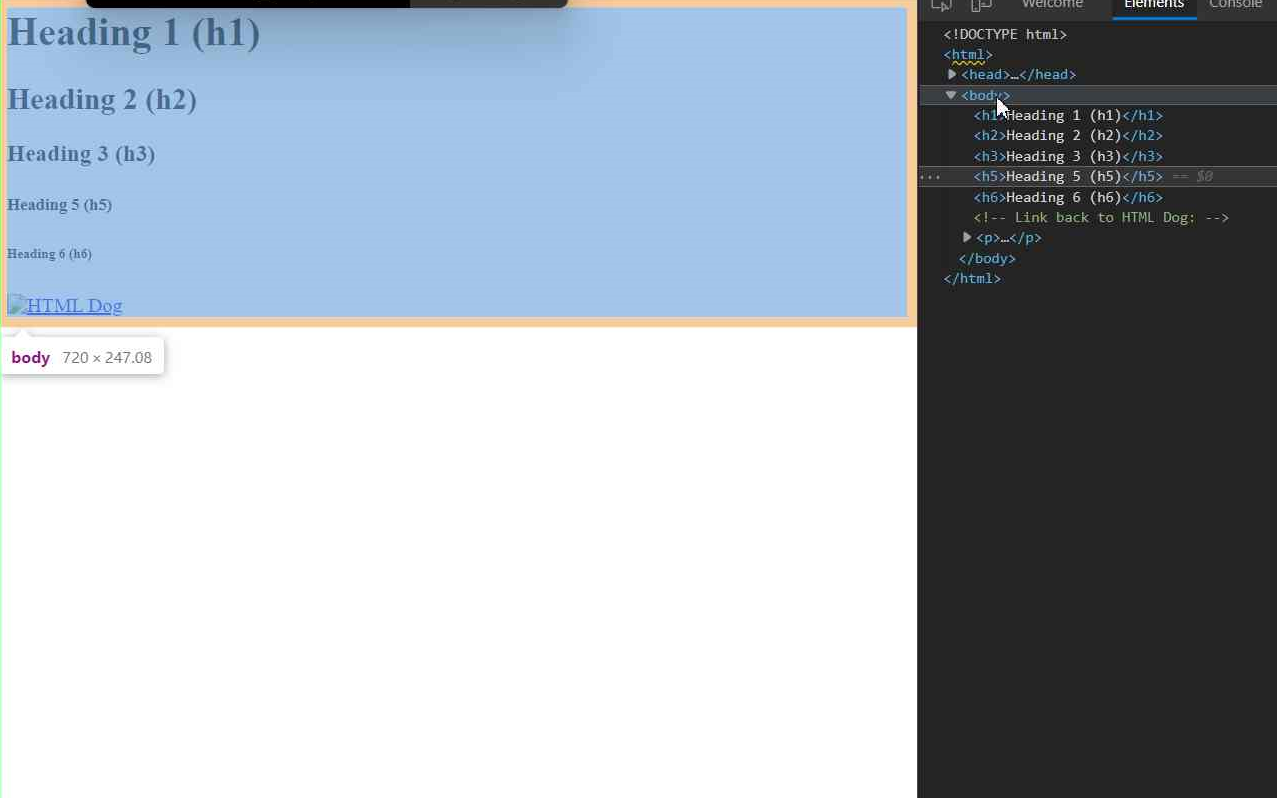 Heading 1 (h1)
Heading 2 (h2)
Heading 3 (h3)
Heading 5 (h5)
Heading 6 (h6)
HTML Dog
body 720 × 247.08
Welcome Elements Console
<!DOCTYPE html>
<html>
<head>…</head>
<body>
<h1>Heading 1 (h1)</h1>
<h2>Heading 2 (h2)</h2>
<h3>Heading 3 (h3)</h3>
... <h5>Heading 5 (h5)</h5> == $0
<h6>Heading 6 (h6)</h6>
<!-- Link back to HTML Dog: -->
<p>…</p>
</body>
</html>